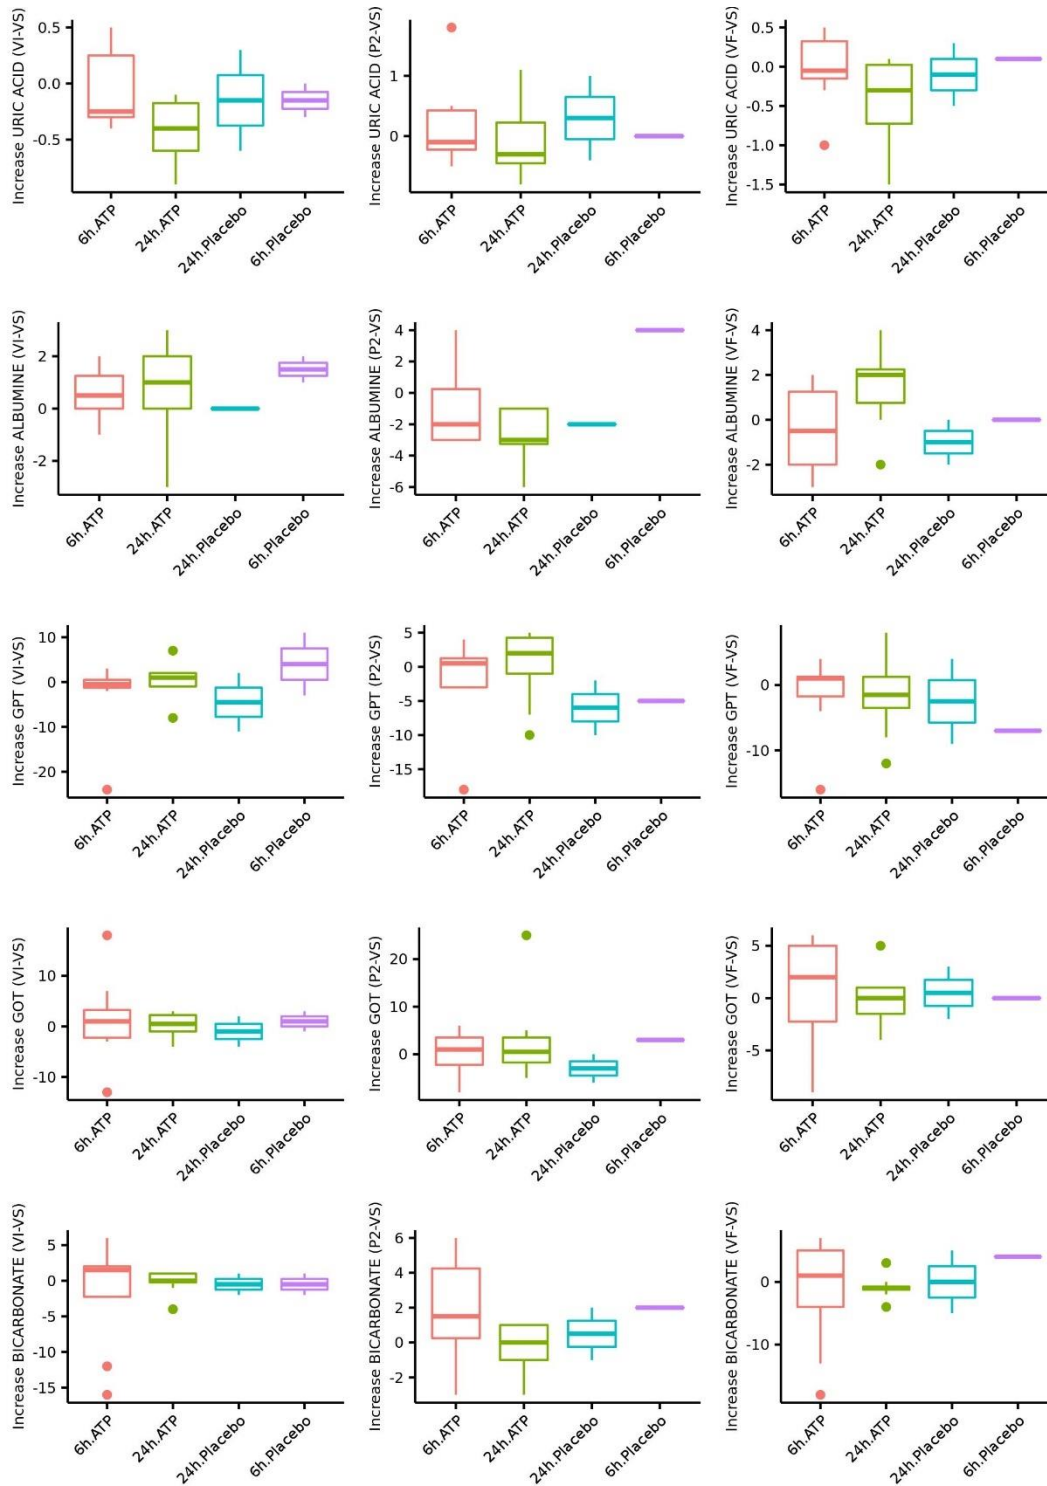 Increase URIC ACID (VI-VS)
0.5
0.0
-0.5
6h.ATP
24h.ATP
24h.Placebo
6h.Placebo
Increase URIC ACID (P2-VS)
1
0
6h.ATP
24h.ATP
24h.Placebo
6h.Placebo
Increase URIC ACID (VF-VS)
0.5
0.0
-0.5
-1.0
-1.5
6h.ATP
24h.ATP
24h.Placebo
6h.Placebo
Increase ALBUMINE (VI-VS)
2
0
-2
6h.ATP
24h.ATP
24h.Placebo
6h.Placebo
Increase ALBUMINE (P2-VS)
4
2
0
-2
-4
-6
6h.ATP
24h.ATP
24h.Placebo
6h.Placebo
Increase ALBUMINE (VF-VS)
4
2
0
-2
6h.ATP
24h.ATP
24h.Placebo
6h.Placebo
Increase GPT (VI-VS)
10
0
-10
-20
6h.ATP
24h.ATP
24h.Placebo
6h.Placebo
Increase GPT (P2-VS)
5
0
-5
-10
-15
6h.ATP
24h.ATP
24h.Placebo
6h.Placebo
Increase GPT (VF-VS)
0
-10
6h.ATP
24h.ATP
24h.Placebo
6h.Placebo
Increase GOT (VI-VS)
10
0
-10
6h.ATP
24h.ATP
24h.Placebo
6h.Placebo
Increase GOT (P2-VS)
20
10
0
6h.ATP
24h.ATP
24h.Placebo
6h.Placebo
Increase GOT (VF-VS)
5
0
-5
6h.ATP
24h.ATP
24h.Placebo
6h.Placebo
Increase BICARBONATE (VI-VS)
5
0
-5
-10
-15
6h.ATP
24h.ATP
24h.Placebo
6h.Placebo
Increase BICARBONATE (P2-VS)
6
4
2
0
-2
6h.ATP
24h.ATP
24h.Placebo
6h.Placebo
Increase BICARBONATE (VF-VS)
0
-10
6h.ATP
24h.ATP
24h.Placebo
6h.Placebo